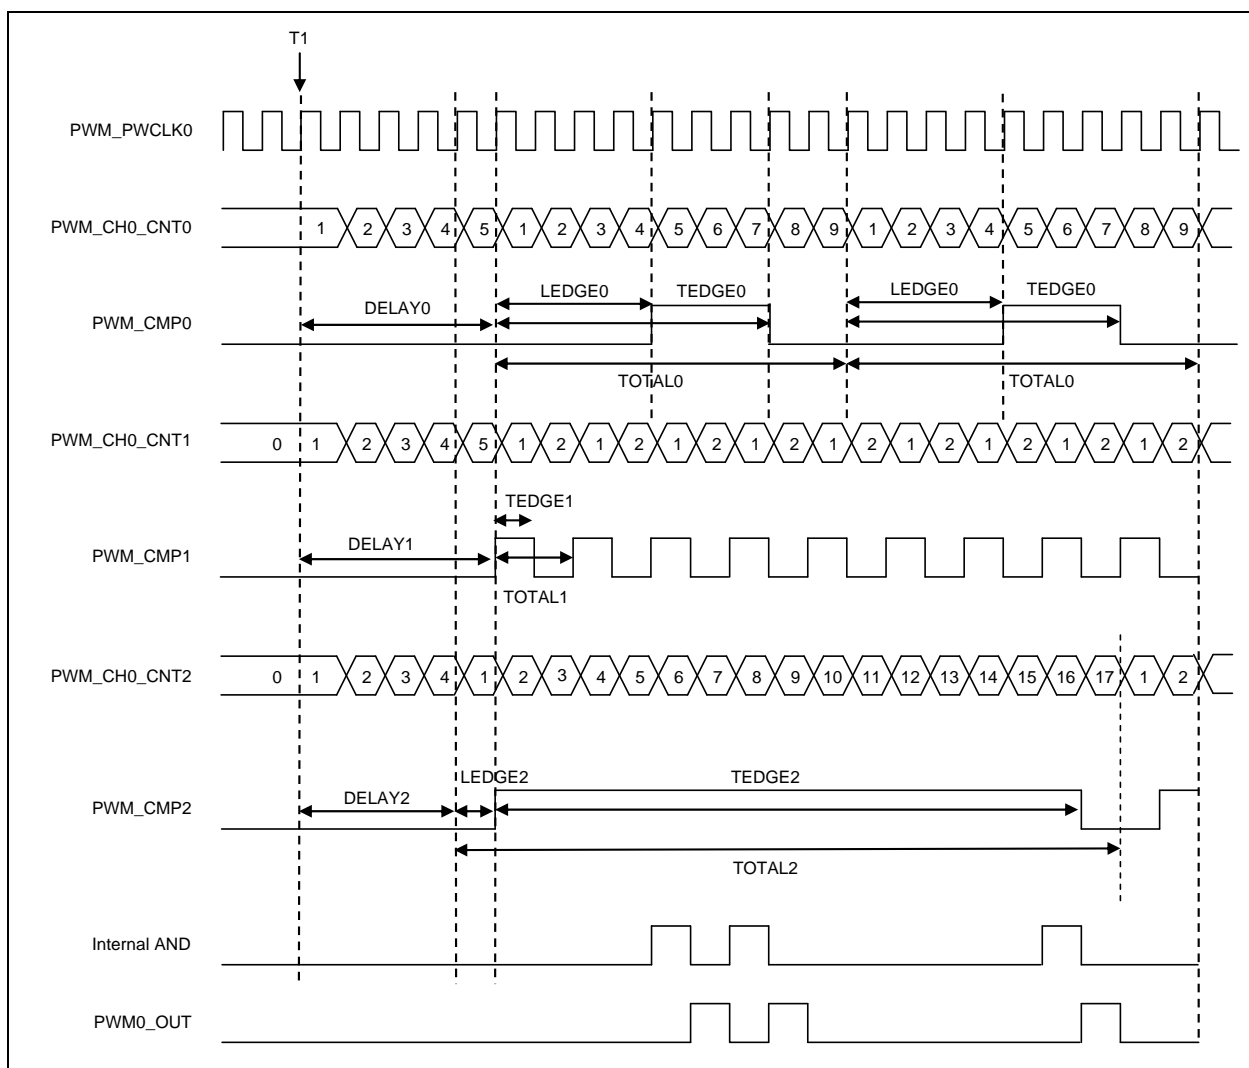 T1
PWM_PWCLK0
PWM_CH0_CNT0 1 2 3 4 5 1 2 3 4 5 6 7 8 9 1 2 3 4 5 6 7 8 9
LEDGE0 TEDGE0 LEDGE0 TEDGE0
DELAY0
PWM_CMP0
TOTAL0 TOTAL0
PWM_CH0_CNT1 0 1 2 3 4 5 1 2 1 2 1 2 1 2 1 2 1 2 1 2 1 2 1 2
TEDGE1
DELAY1
PWM_CMP1
TOTAL1
PWM_CH0_CNT2 0 1 2 3 4 1 2 3 4 5 6 7 8 9 10 11 12 13 14 15 16 17 1 2
LEDGE2 TEDGE2
DELAY2
PWM_CMP2
TOTAL2
Internal AND
PWM0_OUT